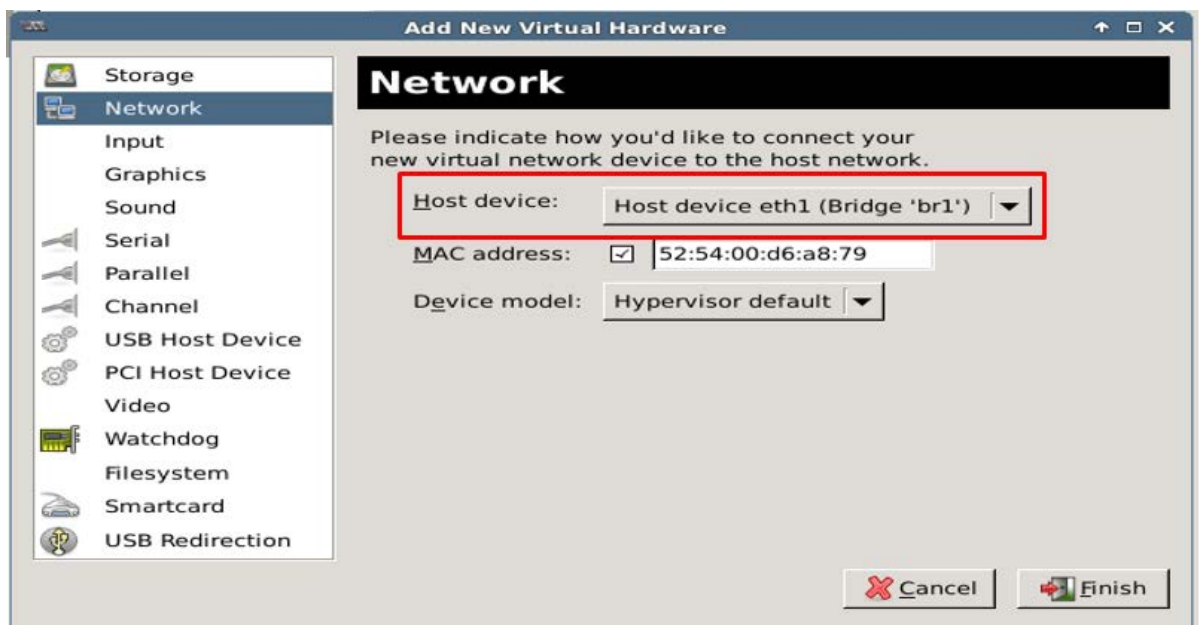 Add New Virtual Hardware
Storage
Network
Input
Graphics
Sound
Serial
Parallel
Channel
USB Host Device
PCI Host Device
Video
Watchdog
Filesystem
Smartcard
USB Redirection
Network
Please indicate how you'd like to connect your
new virtual network device to the host network.
Host device: Host device eth1 (Bridge 'br1')
MAC address: 52:54:00:d6:a8:79
Device model: Hypervisor default
Cancel Finish